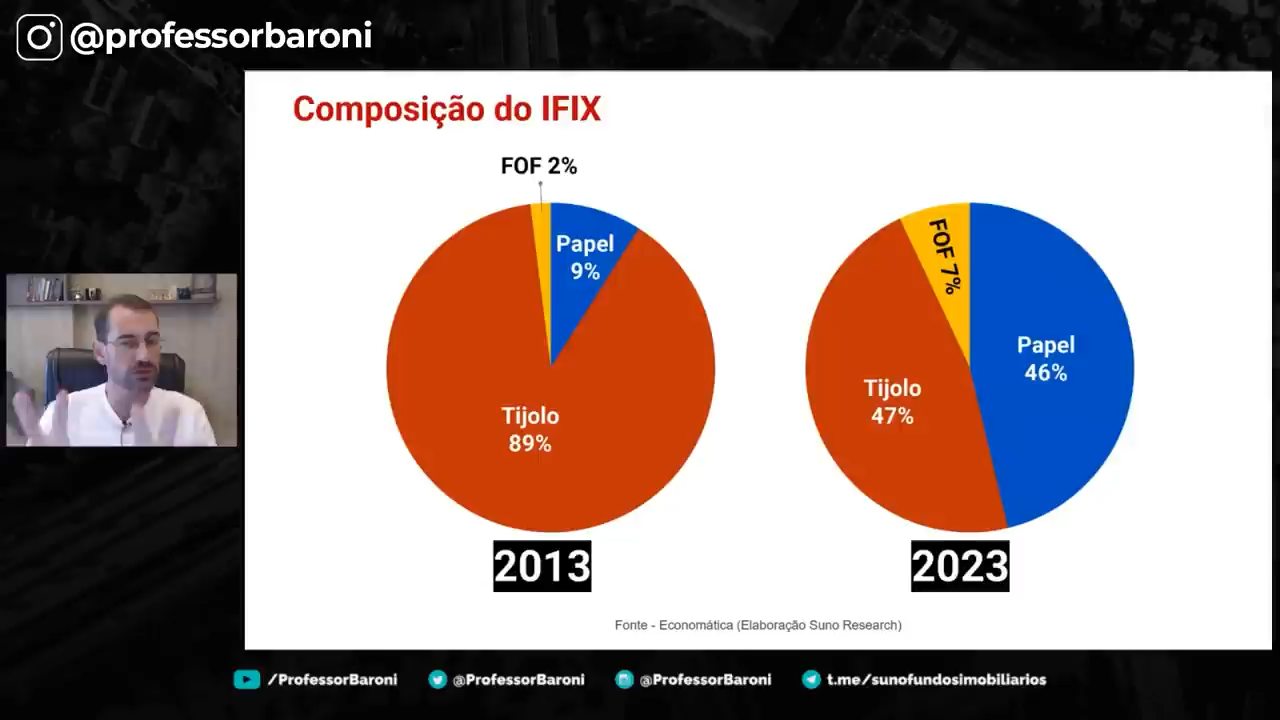 @professorbaroni
Composição do IFIX
FOF 2%
Papel
9%
Tijolo
89%
2013
FOF 7%
Papel
46%
Tijolo
47%
2023
Fonte - Economática (Elaboração Suno Research)
/ProfessorBaroni
@ProfessorBaroni
@ProfessorBaroni
t.me/sunofundosimobiliarios